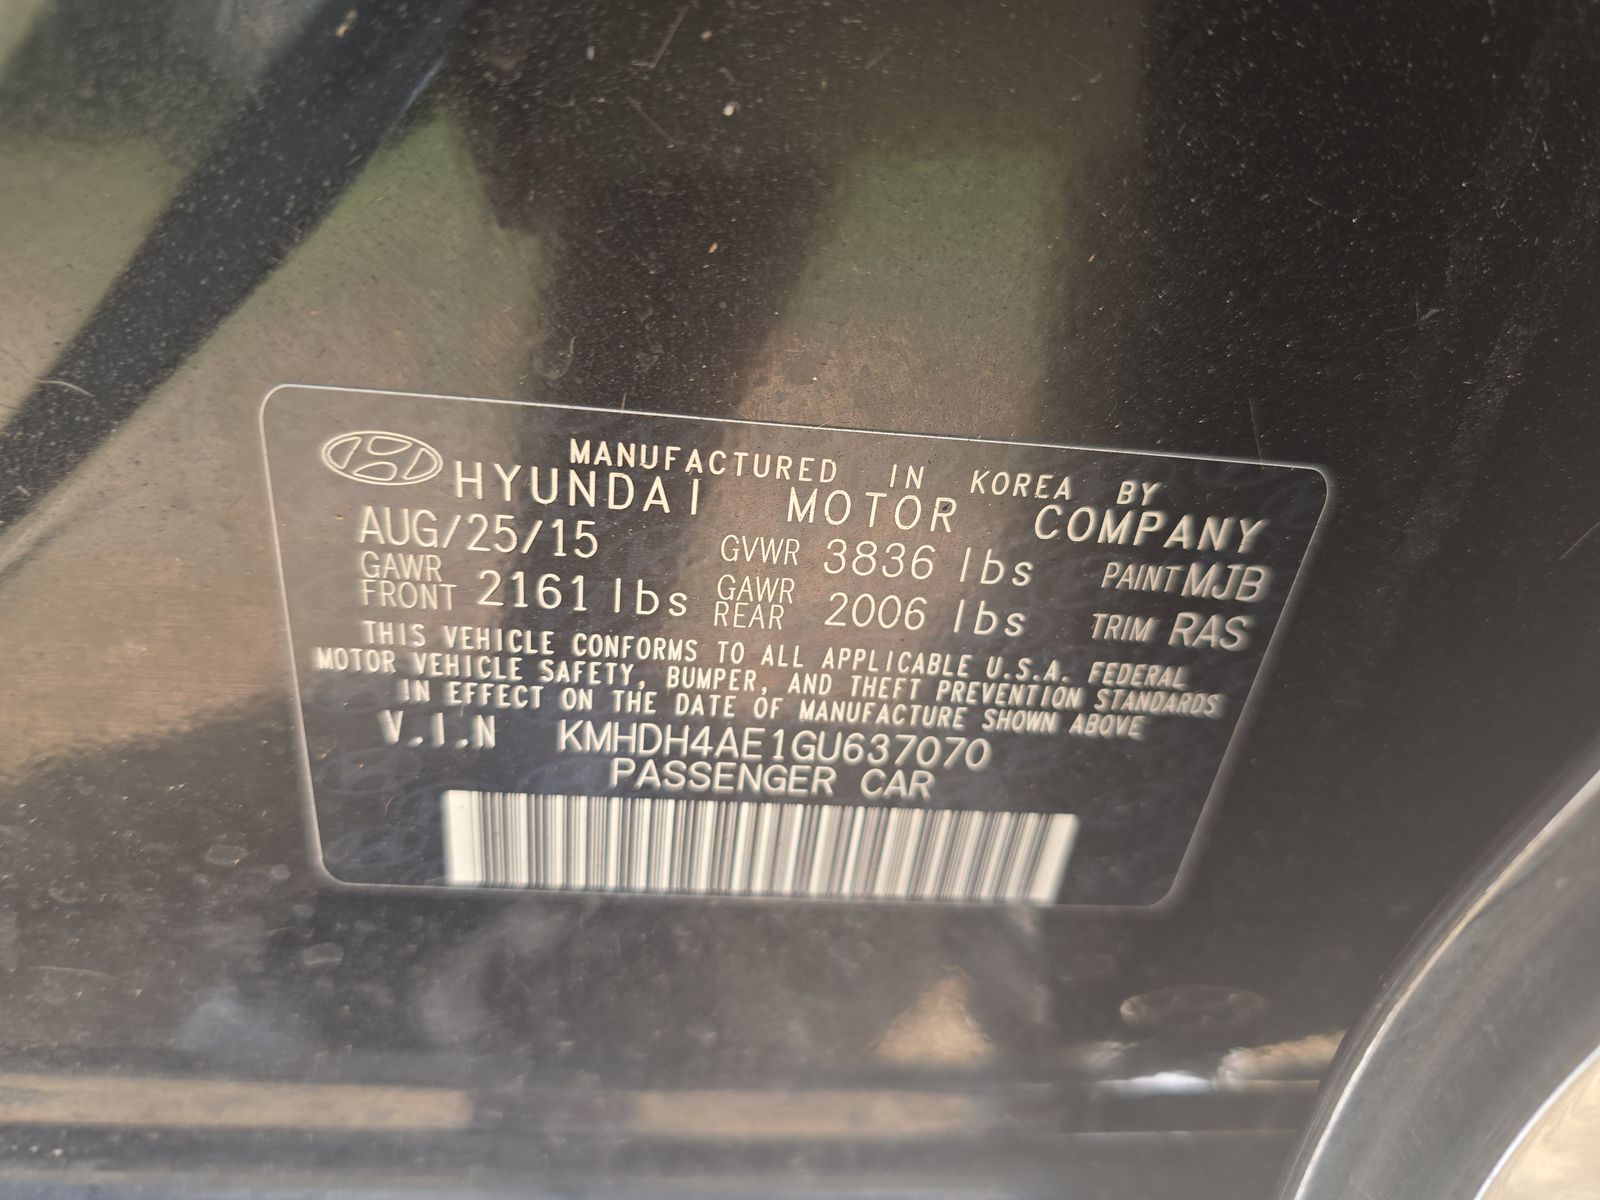 MANUFACTURED IN KOREA BY
HYUNDAI MOTOR COMPANY
AUG/25/15 GVWR 3836 lbs PAINT MJB
GAWR FRONT 2161 lbs GAWR REAR 2006 lbs TRIM RAS
THIS VEHICLE CONFORMS TO ALL APPLICABLE U.S.A. FEDERAL
MOTOR VEHICLE SAFETY, BUMPER, AND THEFT PREVENTION STANDARDS
IN EFFECT ON THE DATE OF MANUFACTURE SHOWN ABOVE
V.I.N KMHDH4AE1GU637070
PASSENGER CAR